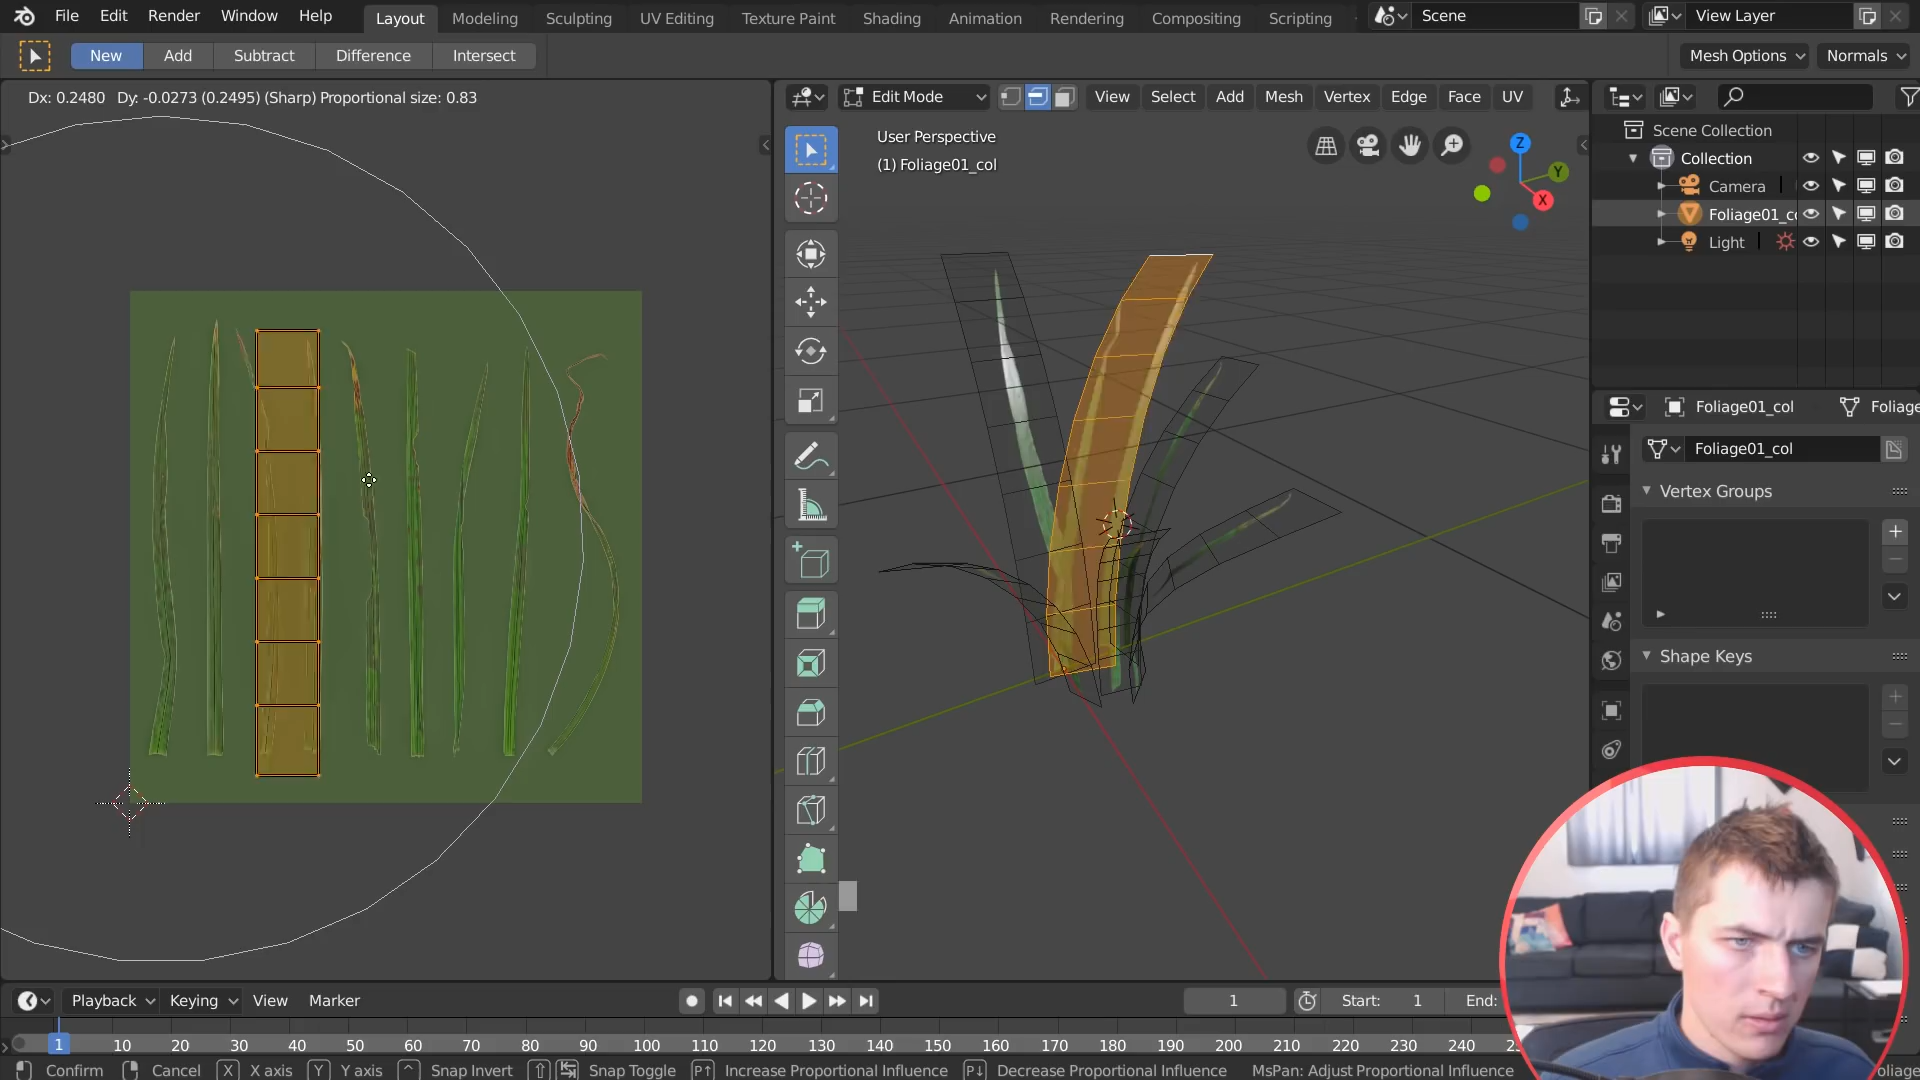 File Edit Render Window Help Layout Modeling Sculpting UV Editing Texture Paint Shading Animation Rendering Compositing Scripting Scene View Layer
New Add Subtract Difference Intersect Mesh Options Normals
Dx: 0.2480 Dy: -0.0273 (0.2495) (Sharp) Proportional size: 0.83
Edit Mode View Select Add Mesh Vertex Edge Face UV
User Perspective
(1) Foliage01_col
Z
Y
X
Scene Collection
Collection
Camera
Foliage01_c
Light
Foliage01_col Foliage
Foliage01_col
Vertex Groups
Shape Keys
Playback Keying View Marker 1 Start: 1 End:
1 10 20 30 40 50 60 70 80 90 100 110 120 130 140 150 160 170 180 190 200 210 220 230 240
Confirm Cancel X X axis Y Y axis Snap Invert Snap Toggle P↑ Increase Proportional Influence P↓ Decrease Proportional Influence MsPan: Adjust Proportional Influence